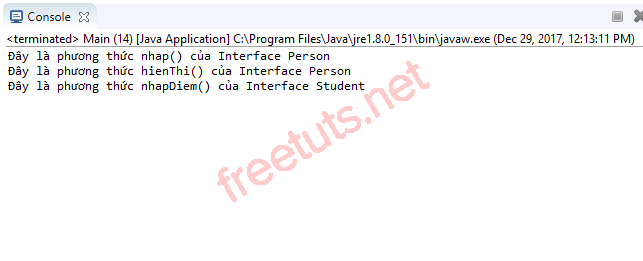 Console
<terminated> Main (14) [Java Application] C:\Program Files\Java\jre1.8.0_151\bin\javaw.exe (Dec 29, 2017, 12:13:11 PM)
Đây là phương thức nhap() của Interface Person
Đây là phương thức hienThi() của Interface Person
Đây là phương thức nhapDiem() của Interface Student
freetuts.net